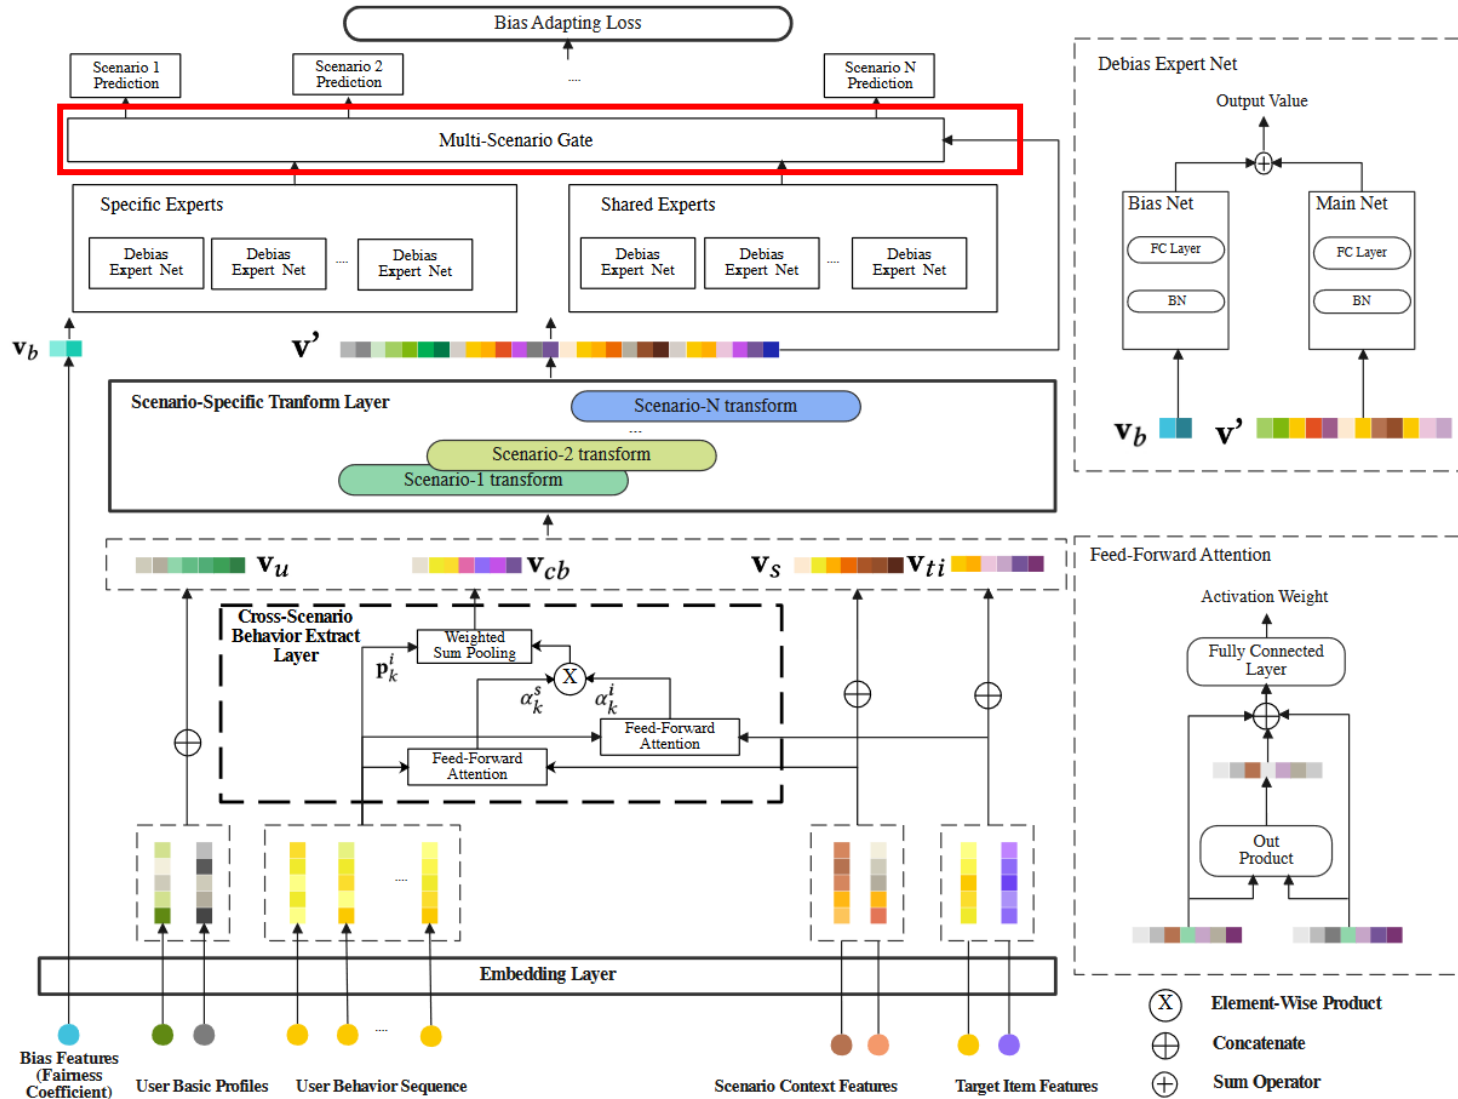 Bias Adapting Loss
Scenario 1
Prediction
Scenario 2
Prediction
....
Scenario N
Prediction
Multi-Scenario Gate
Specific Experts
Debias
Expert Net
Debias
Expert Net
....
Debias
Expert Net
Shared Experts
Debias
Expert Net
Debias
Expert Net
....
Debias
Expert Net
v_b
v'
Scenario-Specific Tranform Layer
Scenario-N transform
...
Scenario-2 transform
Scenario-1 transform
v_u
v_cb
v_s
v_ti
Cross-Scenario
Behavior Extract
Layer
Weighted
Sum Pooling
p_k^i
X
α_k^s
α_k^i
Feed-Forward
Attention
Feed-Forward
Attention
....
Embedding Layer
....
Bias Features
(Fairness
Coefficient)
User Basic Profiles
User Behavior Sequence
Scenario Context Features
Target Item Features
Debias Expert Net
Output Value
Bias Net
FC Layer
BN
Main Net
FC Layer
BN
v_b
v'
Feed-Forward Attention
Activation Weight
Fully Connected
Layer
Out
Product
X Element-Wise Product
Concatenate
Sum Operator